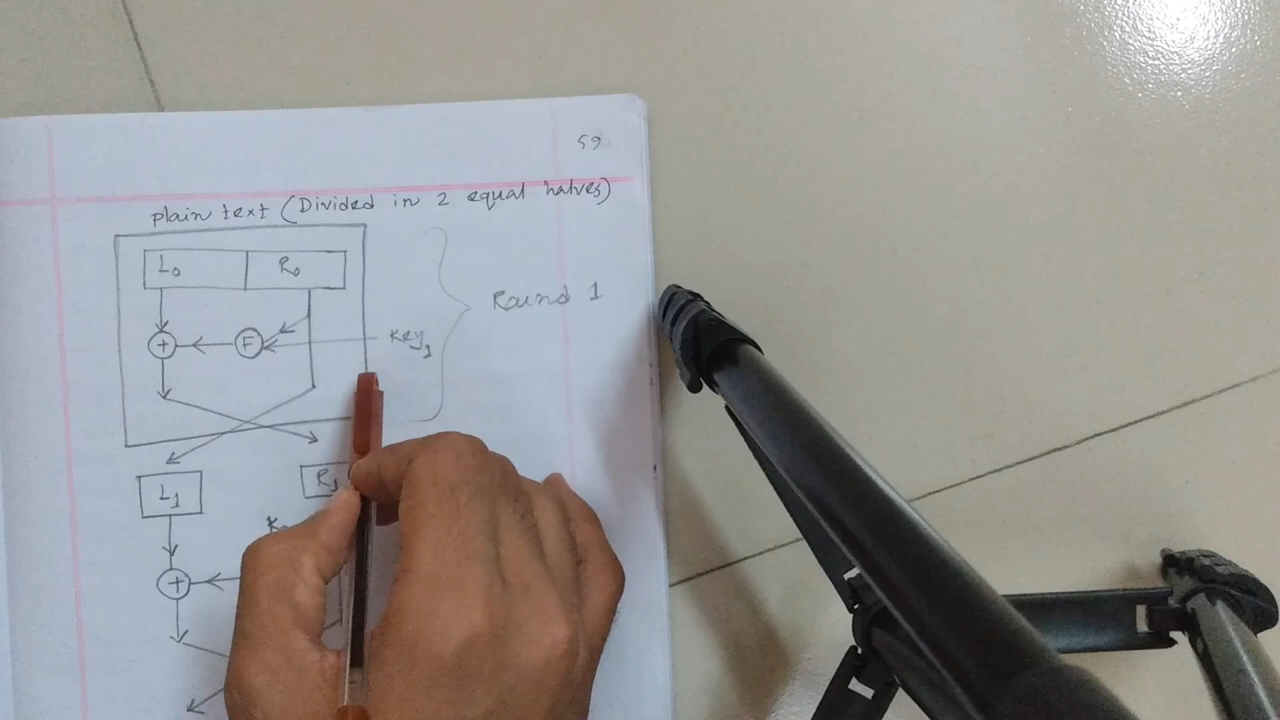 59
plain text (Divided in 2 equal halves)
L0 R0
+ F Key1
Round 1
L1 R1
+